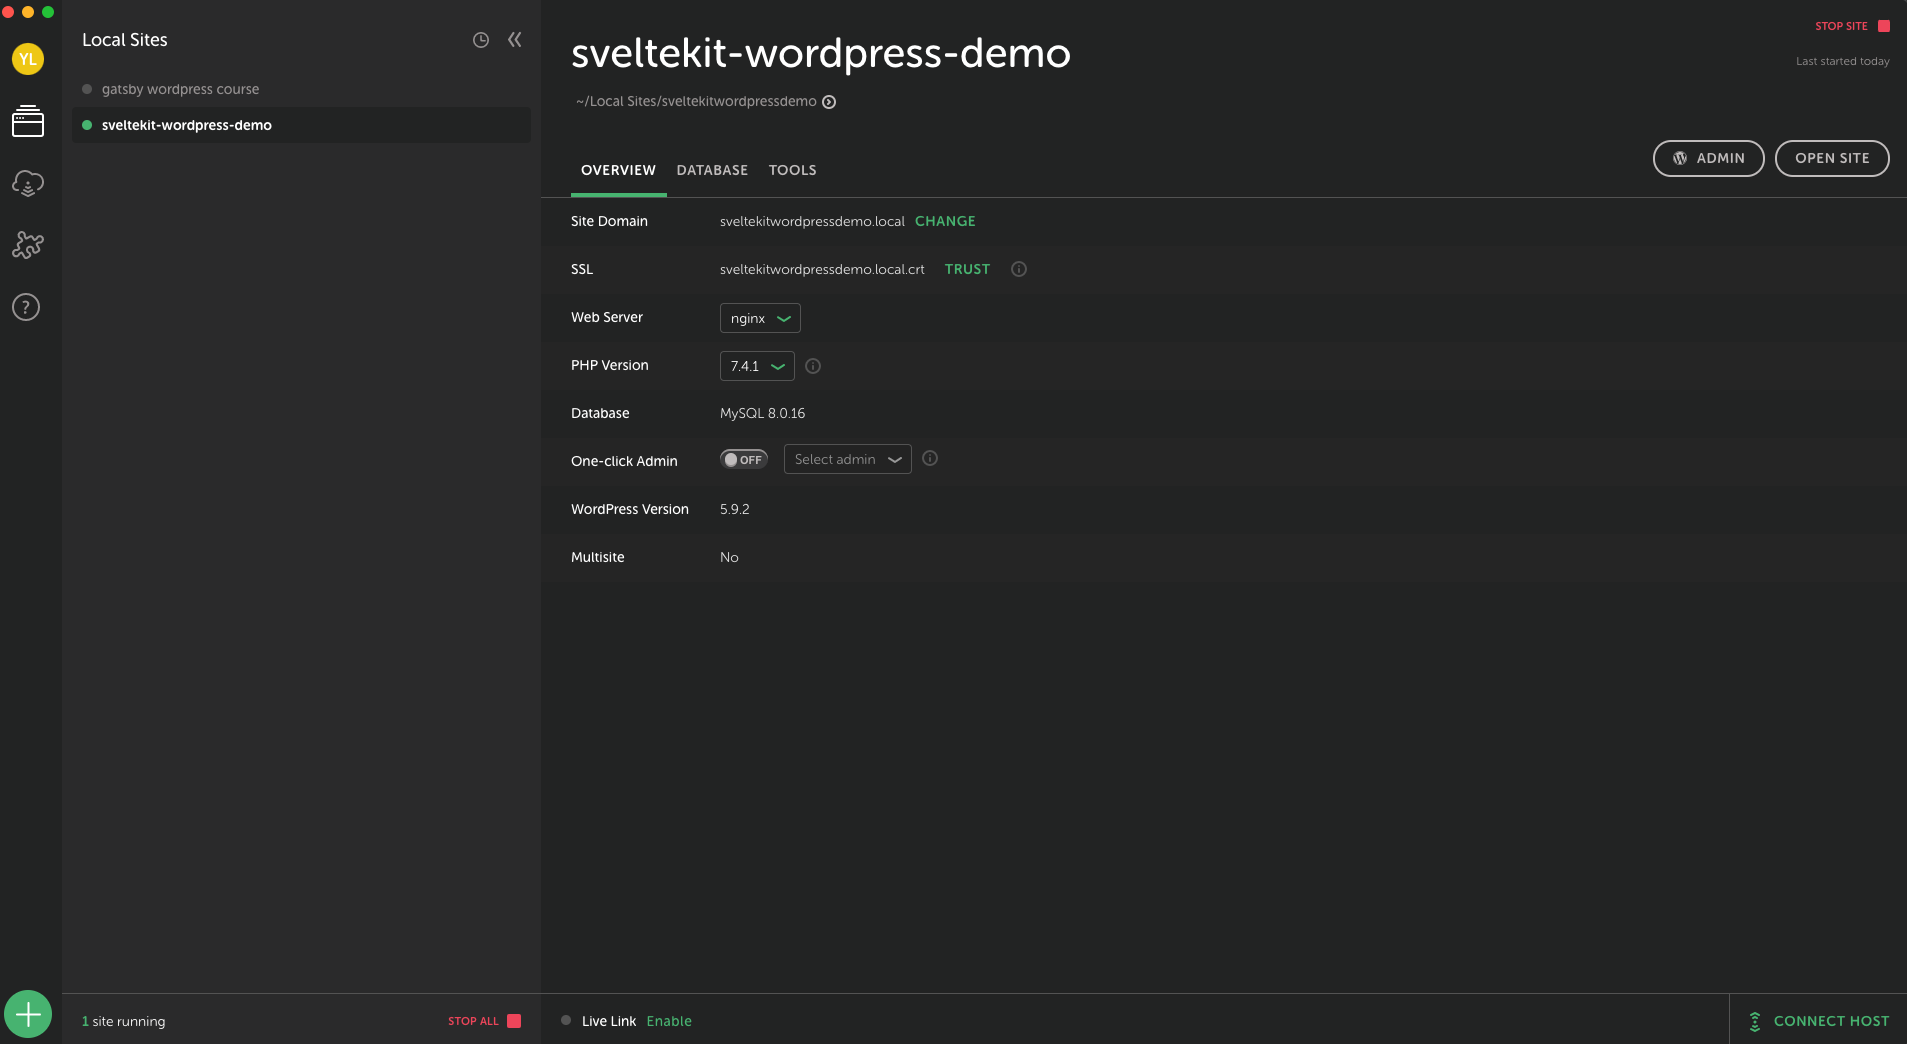 YL
Local Sites
gatsby wordpress course
sveltekit-wordpress-demo
1 site running
STOP ALL
sveltekit-wordpress-demo
~/Local Sites/sveltekitwordpressdemo
STOP SITE
Last started today
ADMIN
OPEN SITE
OVERVIEW DATABASE TOOLS
Site Domain sveltekitwordpressdemo.local CHANGE
SSL sveltekitwordpressdemo.local.crt TRUST
Web Server nginx
PHP Version 7.4.1
Database MySQL 8.0.16
One-click Admin OFF Select admin
WordPress Version 5.9.2
Multisite No
Live Link Enable
CONNECT HOST